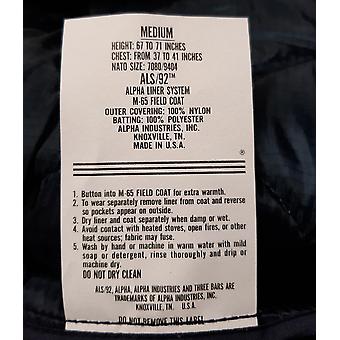 MEDIUM
HEIGHT: 67 TO 71 INCHES
CHEST: FROM 37 TO 41 INCHES
NATO SIZE: 7080/9404
ALS/92™
ALPHA LINER SYSTEM
M-65 FIELD COAT
OUTER COVERING; 100% NYLON
BATTING; 100% POLYESTER
ALPHA INDUSTRIES, INC.
KNOXVILLE, TN.
MADE IN U.S.A.
1. Button into M-65 FIELD COAT for extra warmth.
2. To wear separately remove liner from coat and reverse
so pockets appear on outside.
3. Dry liner and coat separately when damp or wet.
4. Avoid contact with heated stoves, open fires, or other
heat sources; fabric may fuse.
5. Wash by hand or machine in warm water with mild
soap or detergent, rinse thoroughly and drip or
machine dry.
DO NOT DRY CLEAN
ALS/92, ALPHA, ALPHA INDUSTRIES AND THREE BARS ARE
TRADEMARKS OF ALPHA INDUSTRIES, INC.
KNOXVILLE, TN. U.S.A.
DO NOT REMOVE THIS LABEL